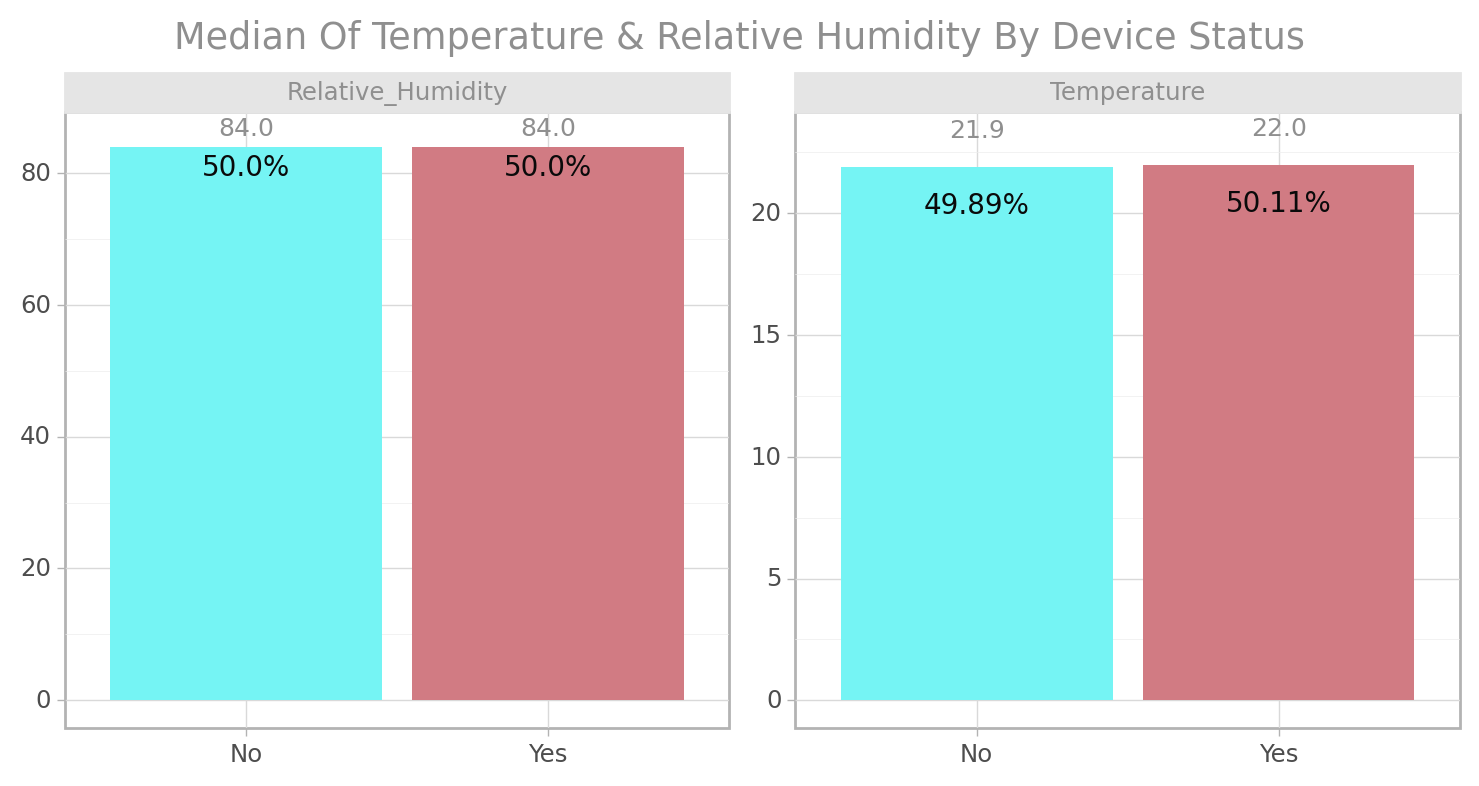 Median Of Temperature & Relative Humidity By Device Status
Relative_Humidity
84.0 84.0
50.0% 50.0%
80
60
40
20
0
No Yes
Temperature
21.9 22.0
49.89% 50.11%
20
15
10
5
0
No Yes